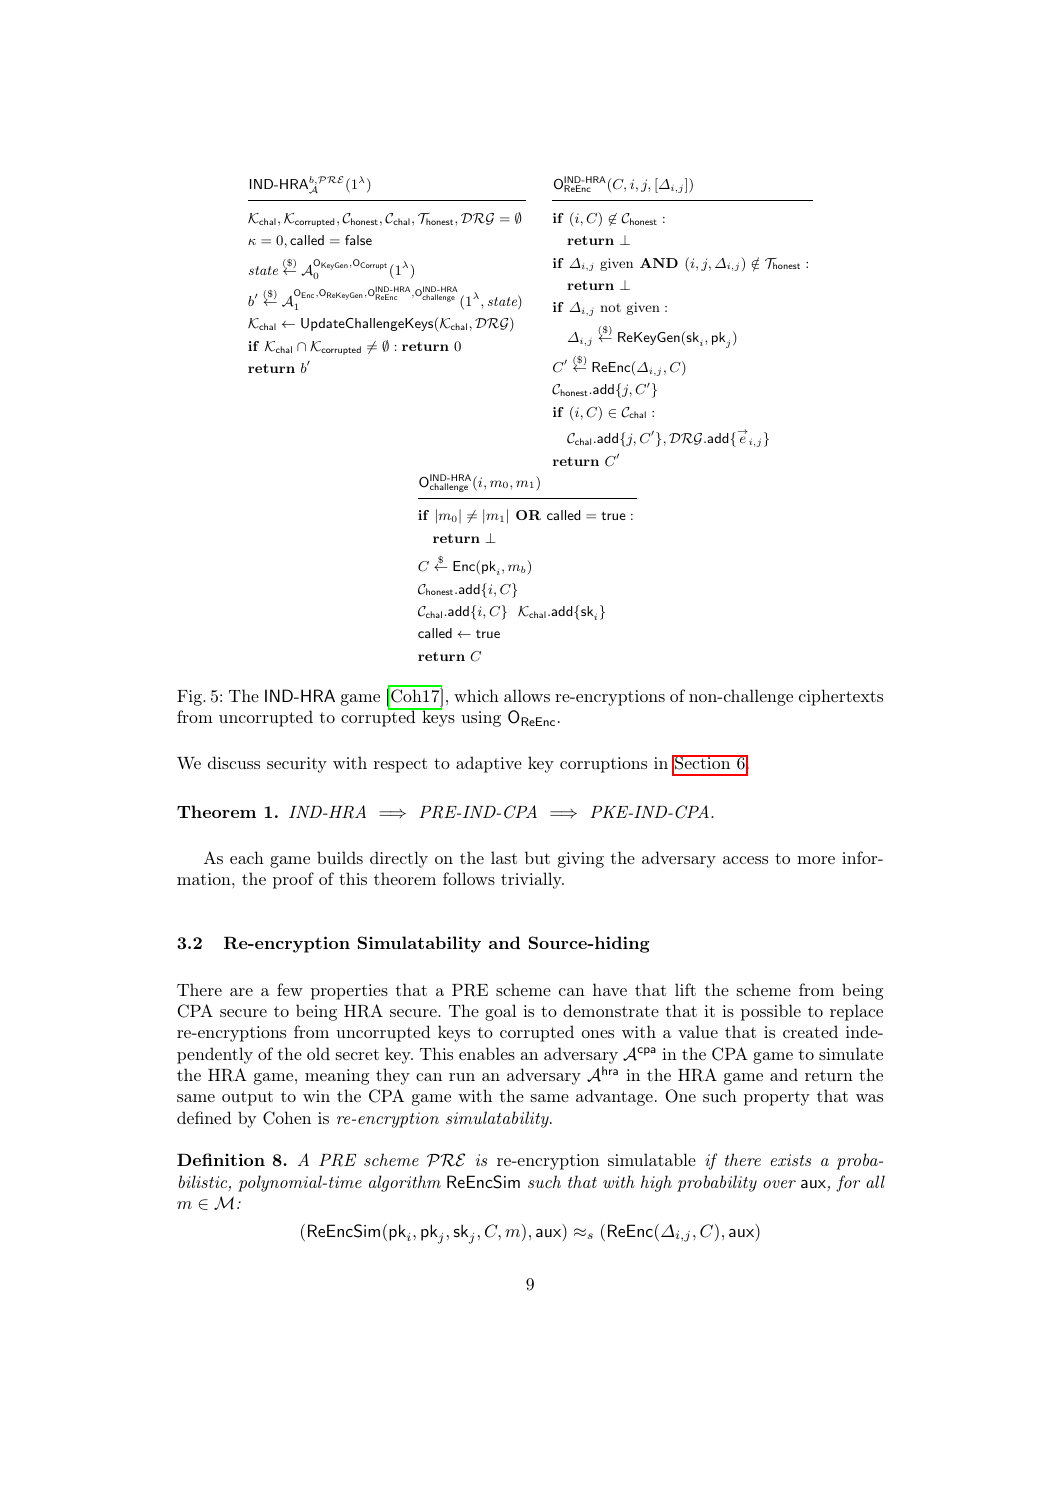 IND-HRA_𝒜^{b,𝒫ℛℰ}(1^λ)
𝒦_chal, 𝒦_corrupted, 𝒞_honest, 𝒞_chal, 𝒯_honest, 𝒟ℛ𝒢 = ∅
κ = 0, called = false
state ←^($) 𝒜_0^{O_KeyGen, O_Corrupt}(1^λ)
b′ ←^($) 𝒜_1^{O_Enc, O_ReKeyGen, O_ReEnc^IND-HRA, O_challenge^IND-HRA}(1^λ, state)
𝒦_chal ← UpdateChallengeKeys(𝒦_chal, 𝒟ℛ𝒢)
if 𝒦_chal ∩ 𝒦_corrupted ≠ ∅ : return 0
return b′
O_ReEnc^IND-HRA(C, i, j, [Δ_{i,j}])
if (i, C) ∉ 𝒞_honest :
return ⊥
if Δ_{i,j} given AND (i, j, Δ_{i,j}) ∉ 𝒯_honest :
return ⊥
if Δ_{i,j} not given :
Δ_{i,j} ←^($) ReKeyGen(sk_i, pk_j)
C′ ←^($) ReEnc(Δ_{i,j}, C)
𝒞_honest.add{j, C′}
if (i, C) ∈ 𝒞_chal :
𝒞_chal.add{j, C′}, 𝒟ℛ𝒢.add{e⃗_{i,j}}
return C′
O_challenge^IND-HRA(i, m_0, m_1)
if |m_0| ≠ |m_1| OR called = true :
return ⊥
C ←^$ Enc(pk_i, m_b)
𝒞_honest.add{i, C}
𝒞_chal.add{i, C} 𝒦_chal.add{sk_i}
called ← true
return C
Fig. 5: The IND-HRA game [Coh17], which allows re-encryptions of non-challenge ciphertexts
from uncorrupted to corrupted keys using O_ReEnc.
We discuss security with respect to adaptive key corruptions in Section 6.
Theorem 1. IND-HRA ⟹ PRE-IND-CPA ⟹ PKE-IND-CPA.
As each game builds directly on the last but giving the adversary access to more infor-
mation, the proof of this theorem follows trivially.
3.2 Re-encryption Simulatability and Source-hiding
There are a few properties that a PRE scheme can have that lift the scheme from being
CPA secure to being HRA secure. The goal is to demonstrate that it is possible to replace
re-encryptions from uncorrupted keys to corrupted ones with a value that is created inde-
pendently of the old secret key. This enables an adversary 𝒜^cpa in the CPA game to simulate
the HRA game, meaning they can run an adversary 𝒜^hra in the HRA game and return the
same output to win the CPA game with the same advantage. One such property that was
defined by Cohen is re-encryption simulatability.
Definition 8. A PRE scheme 𝒫ℛℰ is re-encryption simulatable if there exists a proba-
bilistic, polynomial-time algorithm ReEncSim such that with high probability over aux, for all
m ∈ ℳ:
(ReEncSim(pk_i, pk_j, sk_j, C, m), aux) ≈_s (ReEnc(Δ_{i,j}, C), aux)
9